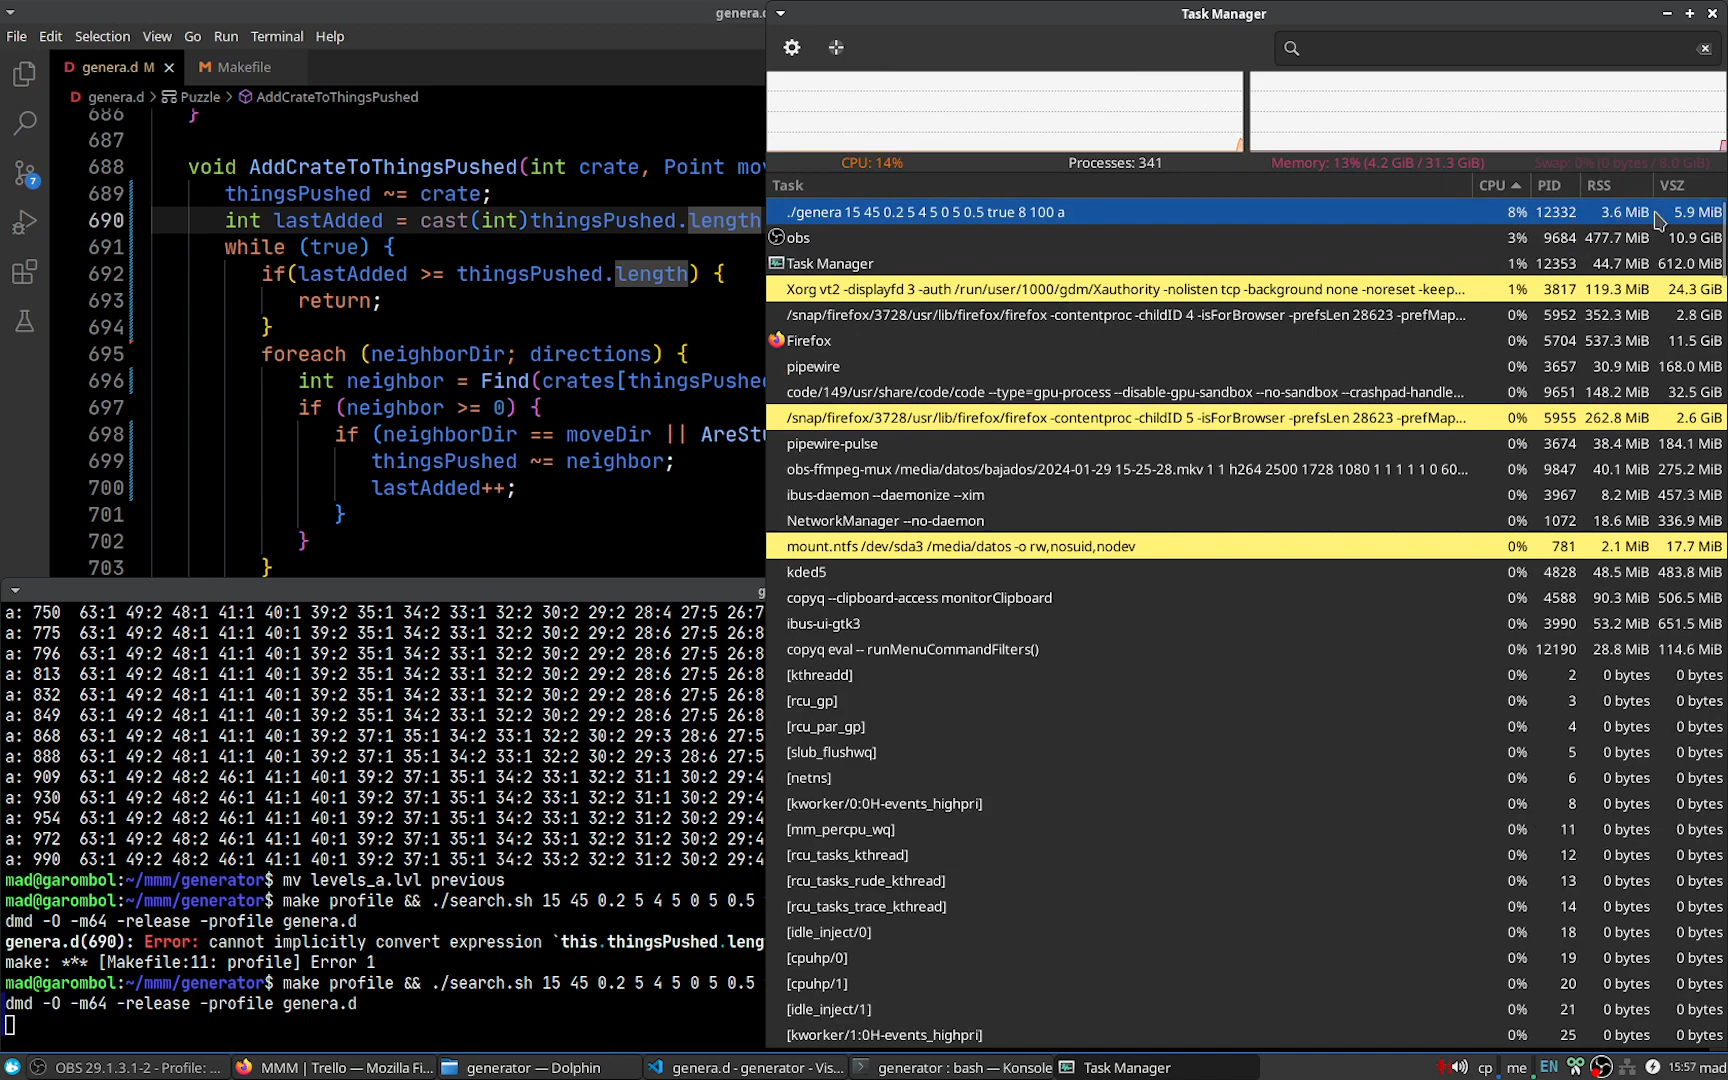 genera.d
File Edit Selection View Go Run Terminal Help
D genera.d M × M Makefile
D genera.d > Puzzle > AddCrateToThingsPushed
686 }
687
688 void AddCrateToThingsPushed(int crate, Point mov
689 thingsPushed ~= crate;
690 int lastAdded = cast(int)thingsPushed.length
691 while (true) {
692 if(lastAdded >= thingsPushed.length) {
693 return;
694 }
695 foreach (neighborDir; directions) {
696 int neighbor = Find(crates[thingsPushed
697 if (neighbor >= 0) {
698 if (neighborDir == moveDir || AreStu
699 thingsPushed ~= neighbor;
700 lastAdded++;
701 }
702 }
703 }
7
a: 750 63:1 49:2 48:1 41:1 40:1 39:2 35:1 34:2 33:1 32:2 30:2 29:2 28:4 27:5 26:7
a: 775 63:1 49:2 48:1 41:1 40:1 39:2 35:1 34:2 33:1 32:2 30:2 29:2 28:6 27:5 26:8
a: 796 63:1 49:2 48:1 41:1 40:1 39:2 35:1 34:2 33:1 32:2 30:2 29:2 28:6 27:5 26:8
a: 813 63:1 49:2 48:1 41:1 40:1 39:2 35:1 34:2 33:1 32:2 30:2 29:2 28:6 27:5 26:8
a: 832 63:1 49:2 48:1 41:1 40:1 39:2 35:1 34:2 33:1 32:2 30:2 29:2 28:6 27:5 26:8
a: 849 63:1 49:2 48:1 41:1 40:1 39:2 35:1 34:2 33:1 32:2 30:2 29:2 28:6 27:5 26:8
a: 868 63:1 49:2 48:1 41:1 40:1 39:2 37:1 35:1 34:2 33:1 32:2 30:2 29:3 28:6 27:5
a: 888 63:1 49:2 48:1 41:1 40:1 39:2 37:1 35:1 34:2 33:1 32:2 30:2 29:3 28:6 27:5
a: 909 63:1 49:1 48:2 46:1 41:1 40:1 39:2 37:1 35:1 34:2 33:1 32:2 31:1 30:2 29:4
a: 930 63:1 49:1 48:2 46:1 41:1 40:1 39:2 37:1 35:1 34:2 33:1 32:2 31:2 30:2 29:4
a: 954 63:1 49:1 48:2 46:1 41:1 40:1 39:2 37:1 35:1 34:2 33:1 32:2 31:2 30:2 29:4
a: 972 63:1 49:1 48:2 46:1 41:1 40:1 39:2 37:1 35:1 34:2 33:1 32:2 31:2 30:2 29:4
a: 990 63:1 49:1 48:2 46:1 41:1 40:1 39:2 37:1 35:1 34:2 33:2 32:2 31:2 30:2 29:4
mad@garombol:~/mmm/generator$ mv levels_a.lvl previous
mad@garombol:~/mmm/generator$ make profile && ./search.sh 15 45 0.2 5 4 5 0 5 0.5
dmd -O -m64 -release -profile genera.d
genera.d(690): Error: cannot implicitly convert expression `this.thingsPushed.leng
make: *** [Makefile:11: profile] Error 1
mad@garombol:~/mmm/generator$ make profile && ./search.sh 15 45 0.2 5 4 5 0 5 0.5
dmd -O -m64 -release -profile genera.d
Task Manager
CPU: 14% Processes: 341 Memory: 13% (4.2 GiB / 31.3 GiB) Swap: 0% (0 bytes / 8.0 GiB)
Task CPU PID RSS VSZ
./genera 15 45 0.2 5 4 5 0 5 0.5 true 8 100 a 8% 12332 3.6 MiB 5.9 MiB
obs 3% 9684 477.7 MiB 10.9 GiB
Task Manager 1% 12353 44.7 MiB 612.0 MiB
Xorg vt2 -displayfd 3 -auth /run/user/1000/gdm/Xauthority -nolisten tcp -background none -noreset -keep... 1% 3817 119.3 MiB 24.3 GiB
/snap/firefox/3728/usr/lib/firefox/firefox -contentproc -childID 4 -isForBrowser -prefsLen 28623 -prefMap... 0% 5952 352.3 MiB 2.8 GiB
Firefox 0% 5704 537.3 MiB 11.5 GiB
pipewire 0% 3657 30.9 MiB 168.0 MiB
code/149/usr/share/code/code --type=gpu-process --disable-gpu-sandbox --no-sandbox --crashpad-handle... 0% 9651 148.2 MiB 32.5 GiB
/snap/firefox/3728/usr/lib/firefox/firefox -contentproc -childID 5 -isForBrowser -prefsLen 28623 -prefMap... 0% 5955 262.8 MiB 2.6 GiB
pipewire-pulse 0% 3674 38.4 MiB 184.1 MiB
obs-ffmpeg-mux /media/datos/bajados/2024-01-29 15-25-28.mkv 1 1 h264 2500 1728 1080 1 1 1 1 1 0 60... 0% 9847 40.1 MiB 275.2 MiB
ibus-daemon --daemonize --xim 0% 3967 8.2 MiB 457.3 MiB
NetworkManager --no-daemon 0% 1072 18.6 MiB 336.9 MiB
mount.ntfs /dev/sda3 /media/datos -o rw,nosuid,nodev 0% 781 2.1 MiB 17.7 MiB
kded5 0% 4828 48.5 MiB 483.8 MiB
copyq --clipboard-access monitorClipboard 0% 4588 90.3 MiB 506.5 MiB
ibus-ui-gtk3 0% 3990 53.2 MiB 651.5 MiB
copyq eval -- runMenuCommandFilters() 0% 12190 28.8 MiB 114.6 MiB
[kthreadd] 0% 2 0 bytes 0 bytes
[rcu_gp] 0% 3 0 bytes 0 bytes
[rcu_par_gp] 0% 4 0 bytes 0 bytes
[slub_flushwq] 0% 5 0 bytes 0 bytes
[netns] 0% 6 0 bytes 0 bytes
[kworker/0:0H-events_highpri] 0% 8 0 bytes 0 bytes
[mm_percpu_wq] 0% 11 0 bytes 0 bytes
[rcu_tasks_kthread] 0% 12 0 bytes 0 bytes
[rcu_tasks_rude_kthread] 0% 13 0 bytes 0 bytes
[rcu_tasks_trace_kthread] 0% 14 0 bytes 0 bytes
[idle_inject/0] 0% 18 0 bytes 0 bytes
[cpuhp/0] 0% 19 0 bytes 0 bytes
[cpuhp/1] 0% 20 0 bytes 0 bytes
[idle_inject/1] 0% 21 0 bytes 0 bytes
[kworker/1:0H-events_highpri] 0% 25 0 bytes 0 bytes
OBS 29.1.3.1-2 - Profile: ... MMM | Trello — Mozilla Fi... generator — Dolphin genera.d - generator - Vis... generator : bash — Konsole Task Manager cp me EN 15:57 mad